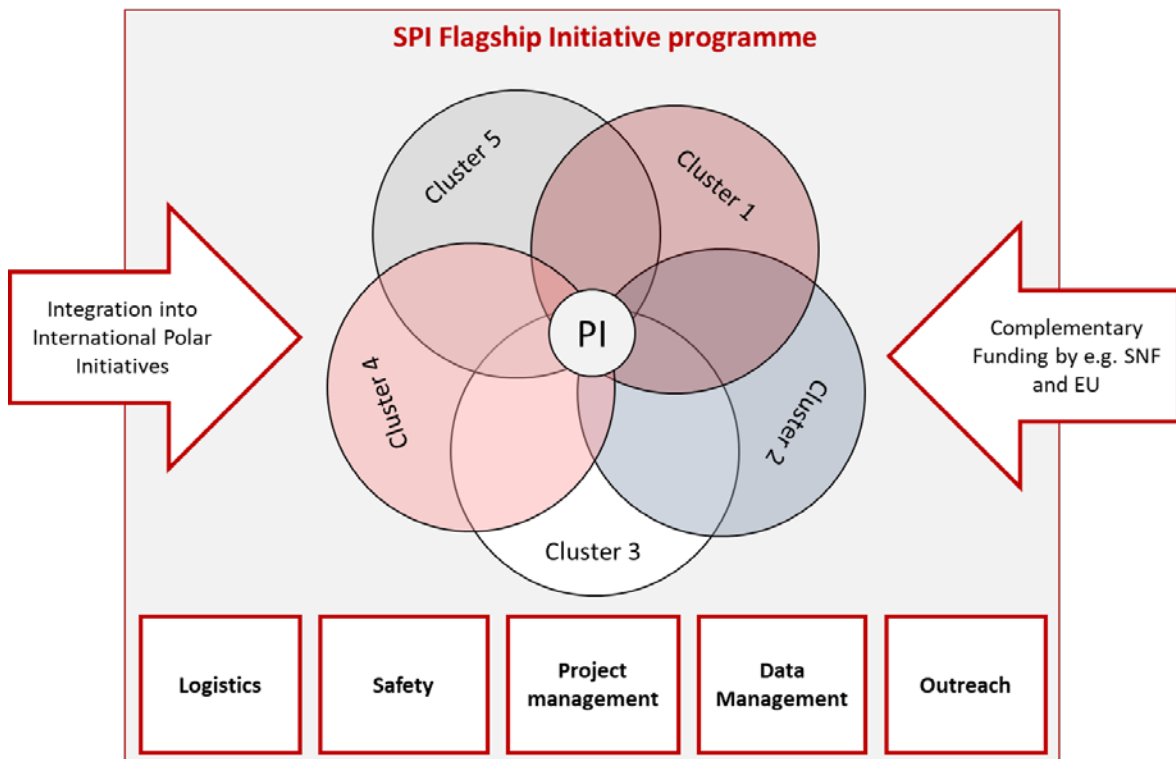 SPI Flagship Initiative programme
Cluster 5
Cluster 1
Integration into
International Polar
Initiatives
PI
Complementary
Funding by e.g. SNF
and EU
Cluster 4
Cluster 2
Cluster 3
Logistics
Safety
Project
management
Data
Management
Outreach